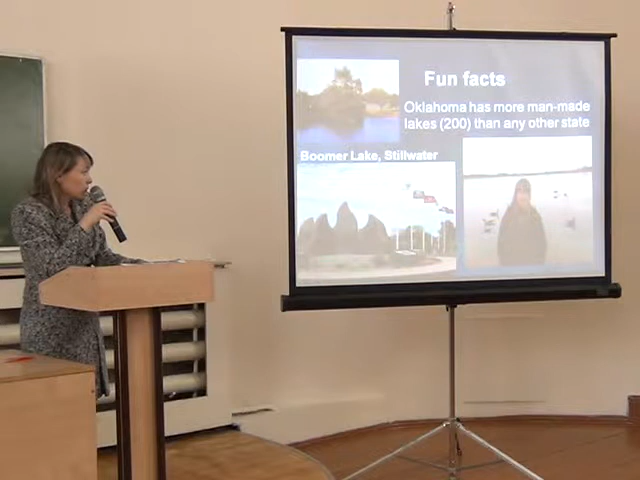 Fun facts
Oklahoma has more man-made
lakes (200) than any other state
Boomer Lake, Stillwater